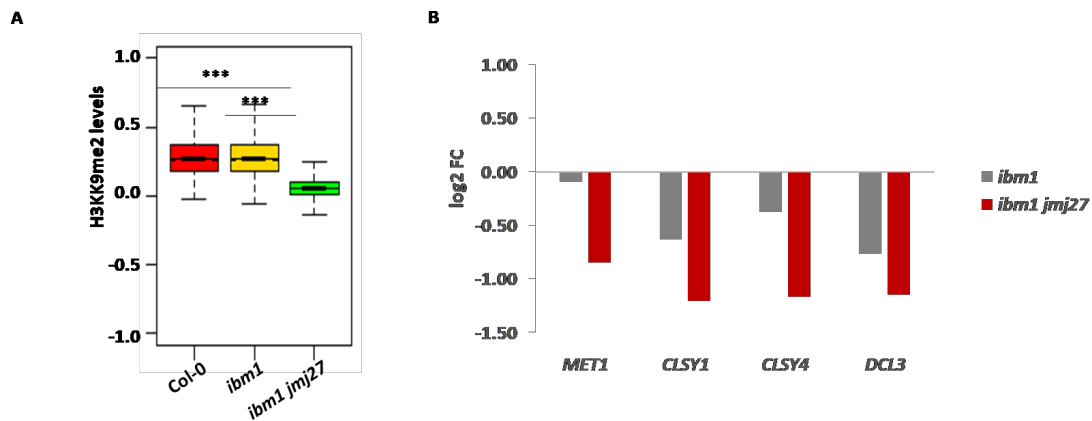 A
H3KK9me2 levels
1.0
0.5
0.0
-0.5
-1.0
***
***
Col-0
ibm1
ibm1 jmj27
B
log2 FC
1.00
0.50
0.00
-0.50
-1.00
-1.50
MET1
CLSY1
CLSY4
DCL3
ibm1
ibm1 jmj27